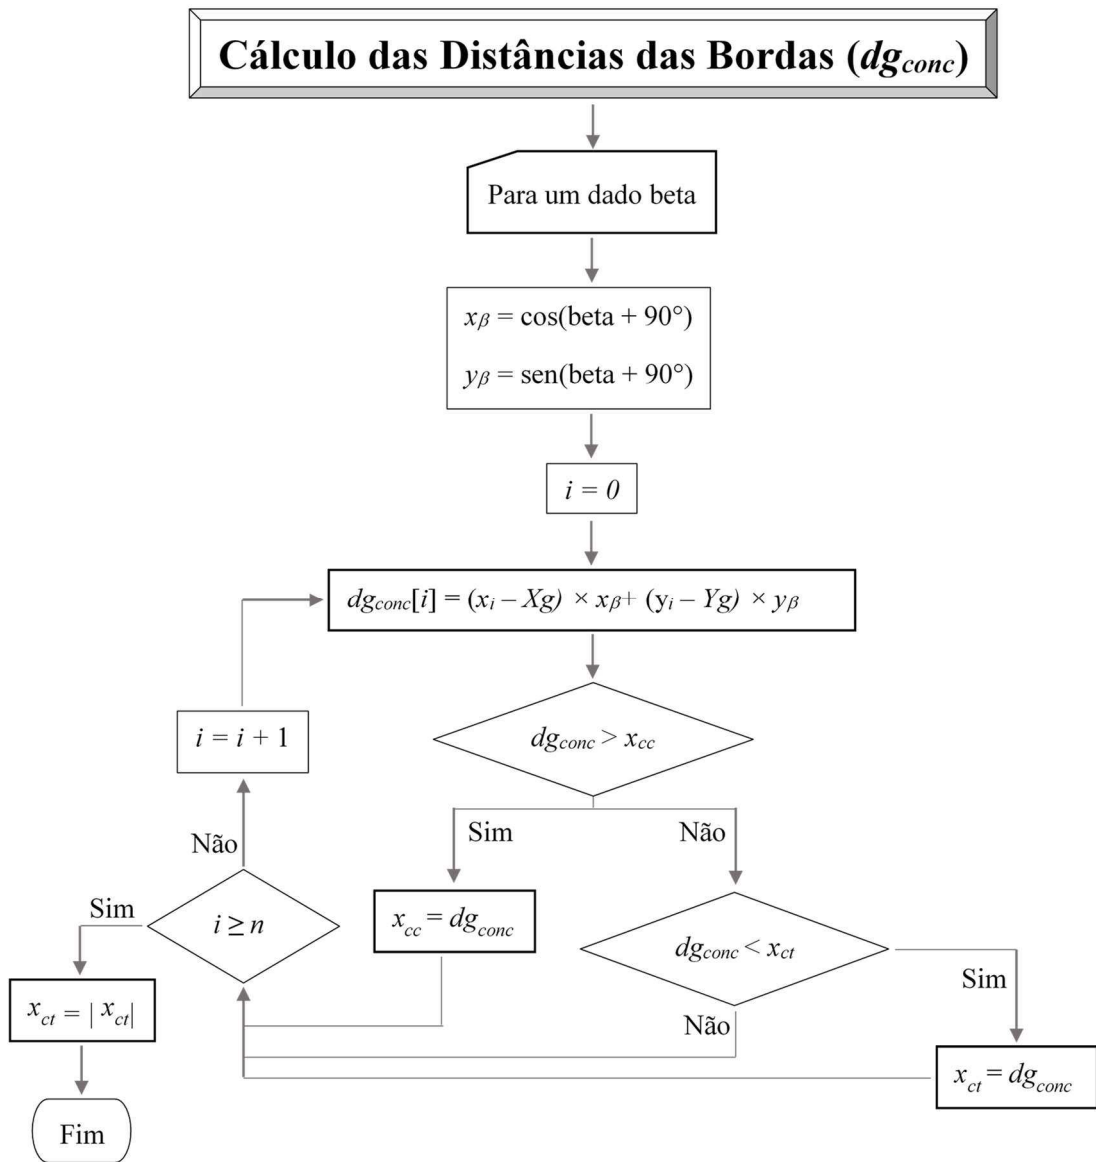 Cálculo das Distâncias das Bordas (dg_conc)
Para um dado beta
x_β = cos(beta + 90°)
y_β = sen(beta + 90°)
i = 0
dg_conc[i] = (x_i – Xg) × x_β + (y_i – Yg) × y_β
i = i + 1
dg_conc > x_cc
Sim
Não
Não
Sim
i ≥ n
x_cc = dg_conc
dg_conc < x_ct
Sim
x_ct = | x_ct|
Não
x_ct = dg_conc
Fim